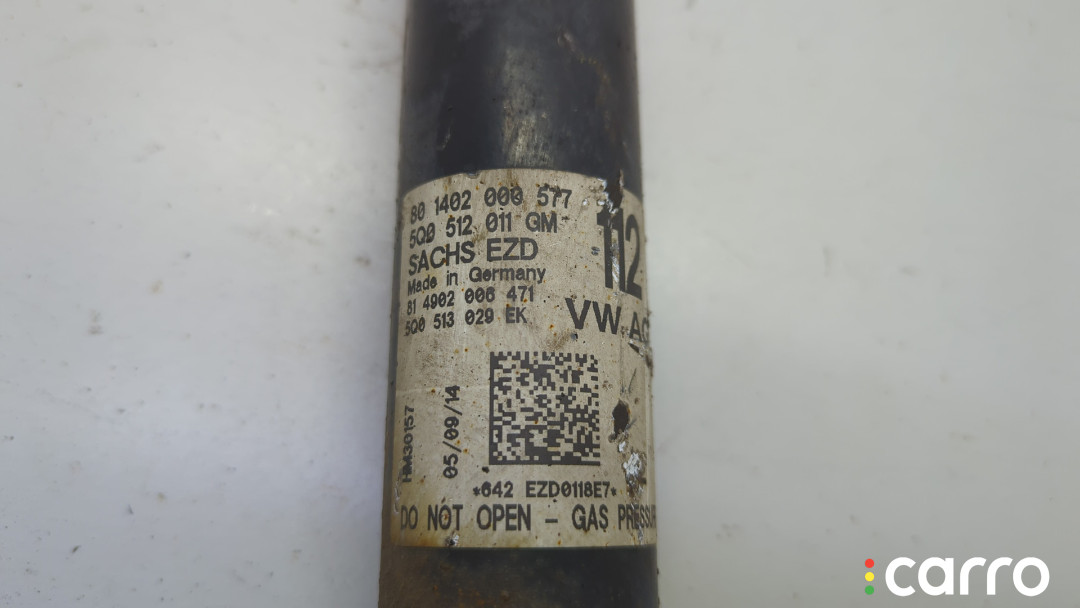 80 1402 000 577
5Q0 512 011 GM
112
SACHS EZD
Made in Germany
81 4902 006 471
VW AG
5Q0 513 029 EK
HM30157
05/09/14
*642 EZD0118E7*
DO NOT OPEN - GAS
carro